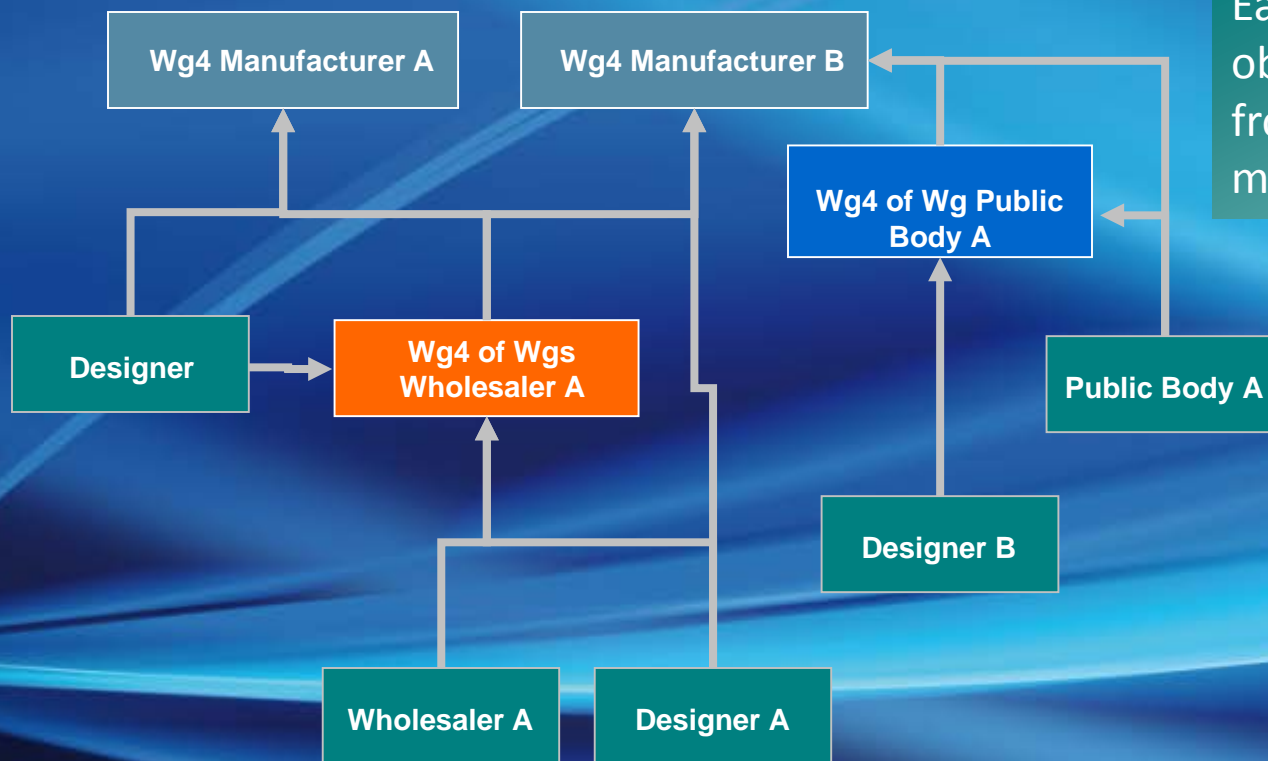 Wg4 Manufacturer A
Wg4 Manufacturer B
Wg4 of Wg Public
Body A
Designer
Wg4 of Wgs
Wholesaler A
Public Body A
Designer B
Wholesaler A
Designer A